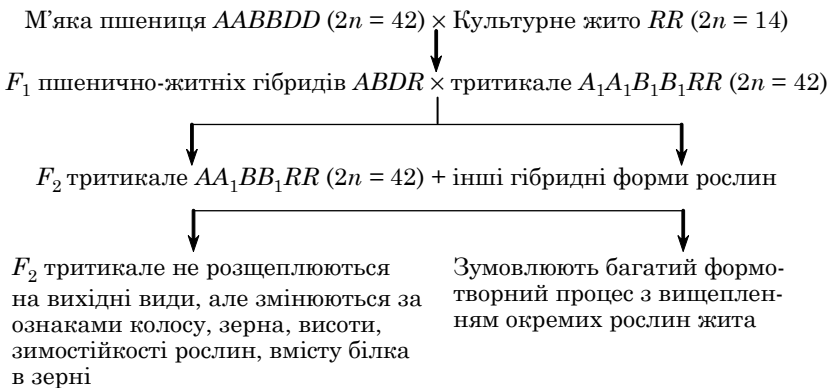 М’яка пшениця AABBDD (2n = 42) × Культурне жито RR (2n = 14)
F₁ пшенично-житніх гібридів ABDR × тритикале A₁A₁B₁B₁RR (2n = 42)
F₂ тритикале AA₁BB₁RR (2n = 42) + інші гібридні форми рослин
F₂ тритикале не розщеплюються
на вихідні види, але змінюються за
ознаками колосу, зерна, висоти,
зимостійкості рослин, вмісту білка
в зерні
Зумовлюють багатий формо-
творний процес з вищеплен-
ням окремих рослин жита